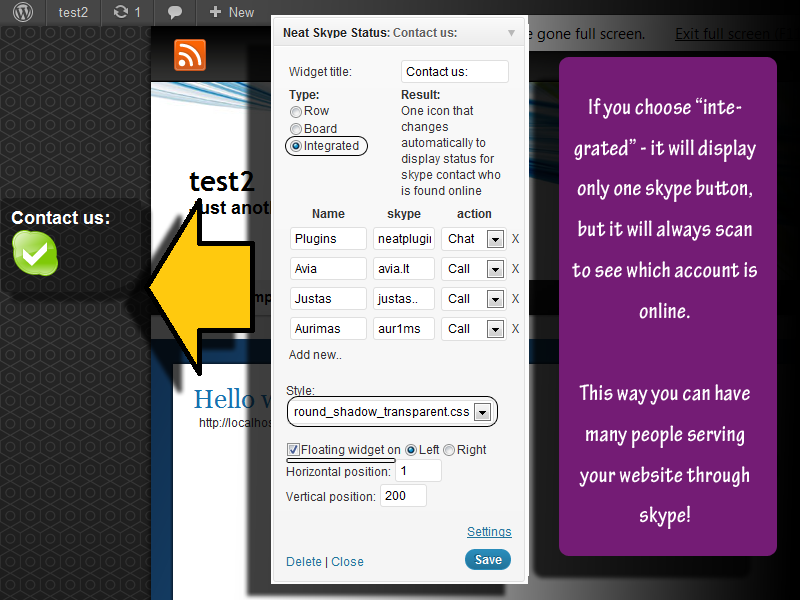 test2 1 + New
Neat Skype Status: Contact us:
gone full screen. Exit full screen
Widget title: Contact us:
Type: Result:
Row
Board
Integrated
One icon that
changes
automatically to
display status for
skype contact who
is found online
Name skype action
Plugins neatplugin Chat X
Avia avia.lt Call X
Justas justas.. Call X
Aurimas aur1ms Call X
Add new..
Style:
round_shadow_transparent.css
Floating widget on Left Right
Horizontal position: 1
Vertical position: 200
Settings
Delete | Close
Save
test2
Just anot
Contact us:
mp
Hello w
http://localhos
If you choose “inte-
grated” - it will display
only one skype button,
but it will always scan
to see which account is
online.
This way you can have
many people serving
your website through
skype!